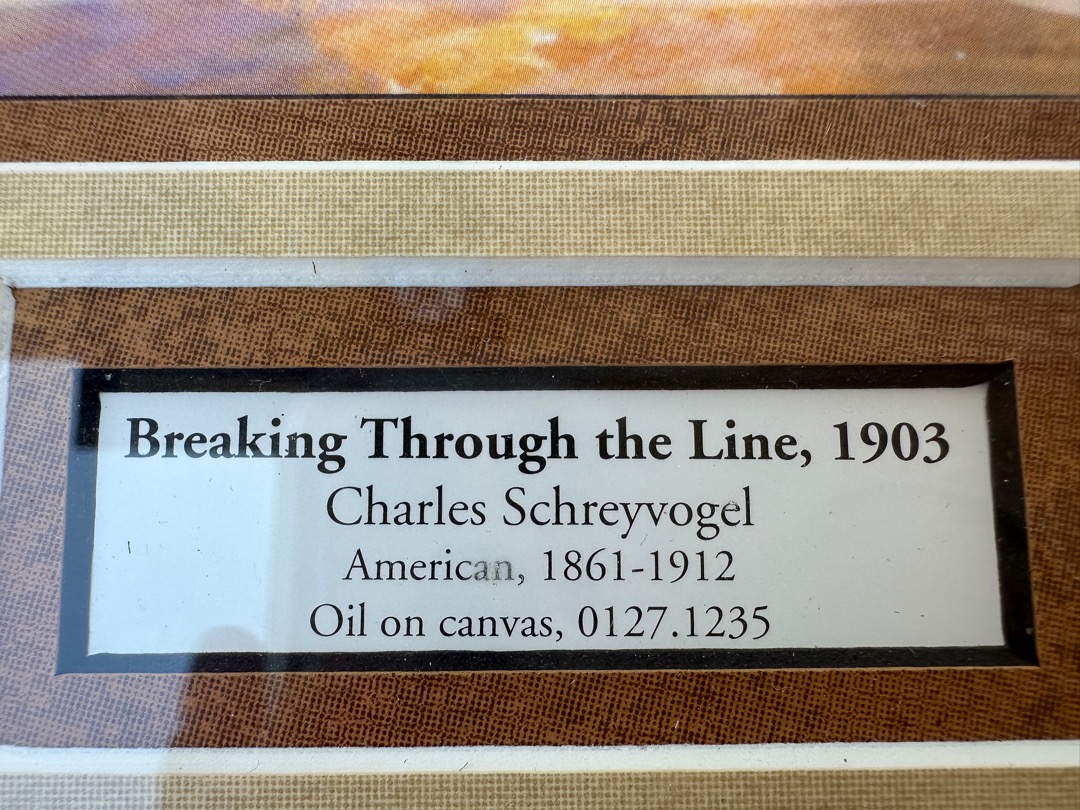 Breaking Through the Line, 1903
Charles Schreyvogel
American, 1861-1912
Oil on canvas, 0127.1235